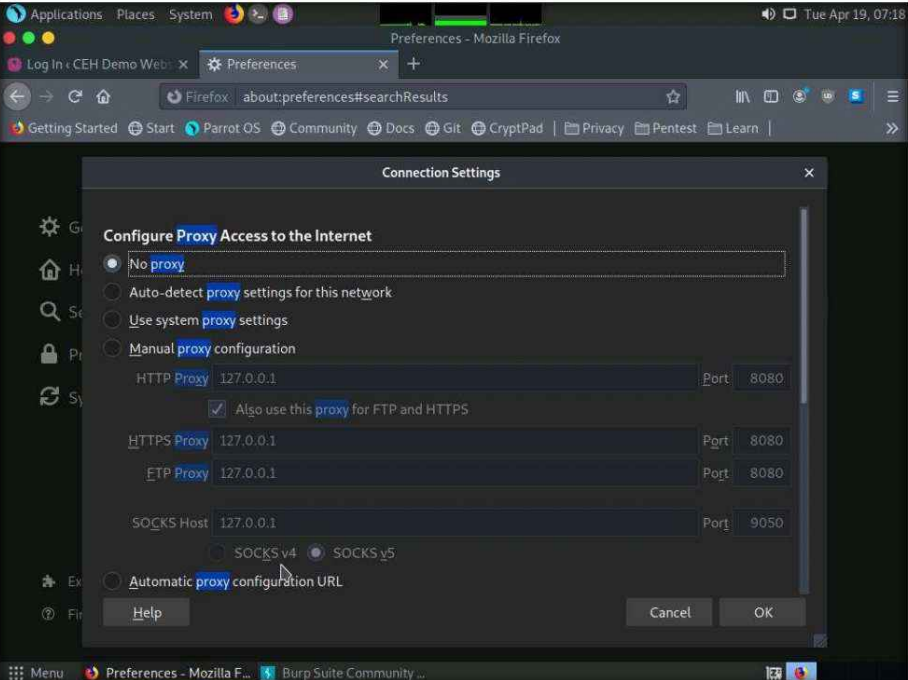 Applications Places System Tue Apr 19, 07:18
Preferences - Mozilla Firefox
Log In ‹ CEH Demo Webs Preferences
Firefox about:preferences#searchResults
Getting Started Start Parrot OS Community Docs Git CryptPad Privacy Pentest Learn
Connection Settings
Configure Proxy Access to the Internet
No proxy
Auto-detect proxy settings for this network
Use system proxy settings
Manual proxy configuration
HTTP Proxy 127.0.0.1 Port 8080
Also use this proxy for FTP and HTTPS
HTTPS Proxy 127.0.0.1 Port 8080
FTP Proxy 127.0.0.1 Port 8080
SOCKS Host 127.0.0.1 Port 9050
SOCKS v4 SOCKS v5
Automatic proxy configuration URL
Help Cancel OK
Menu Preferences - Mozilla F... Burp Suite Community ...